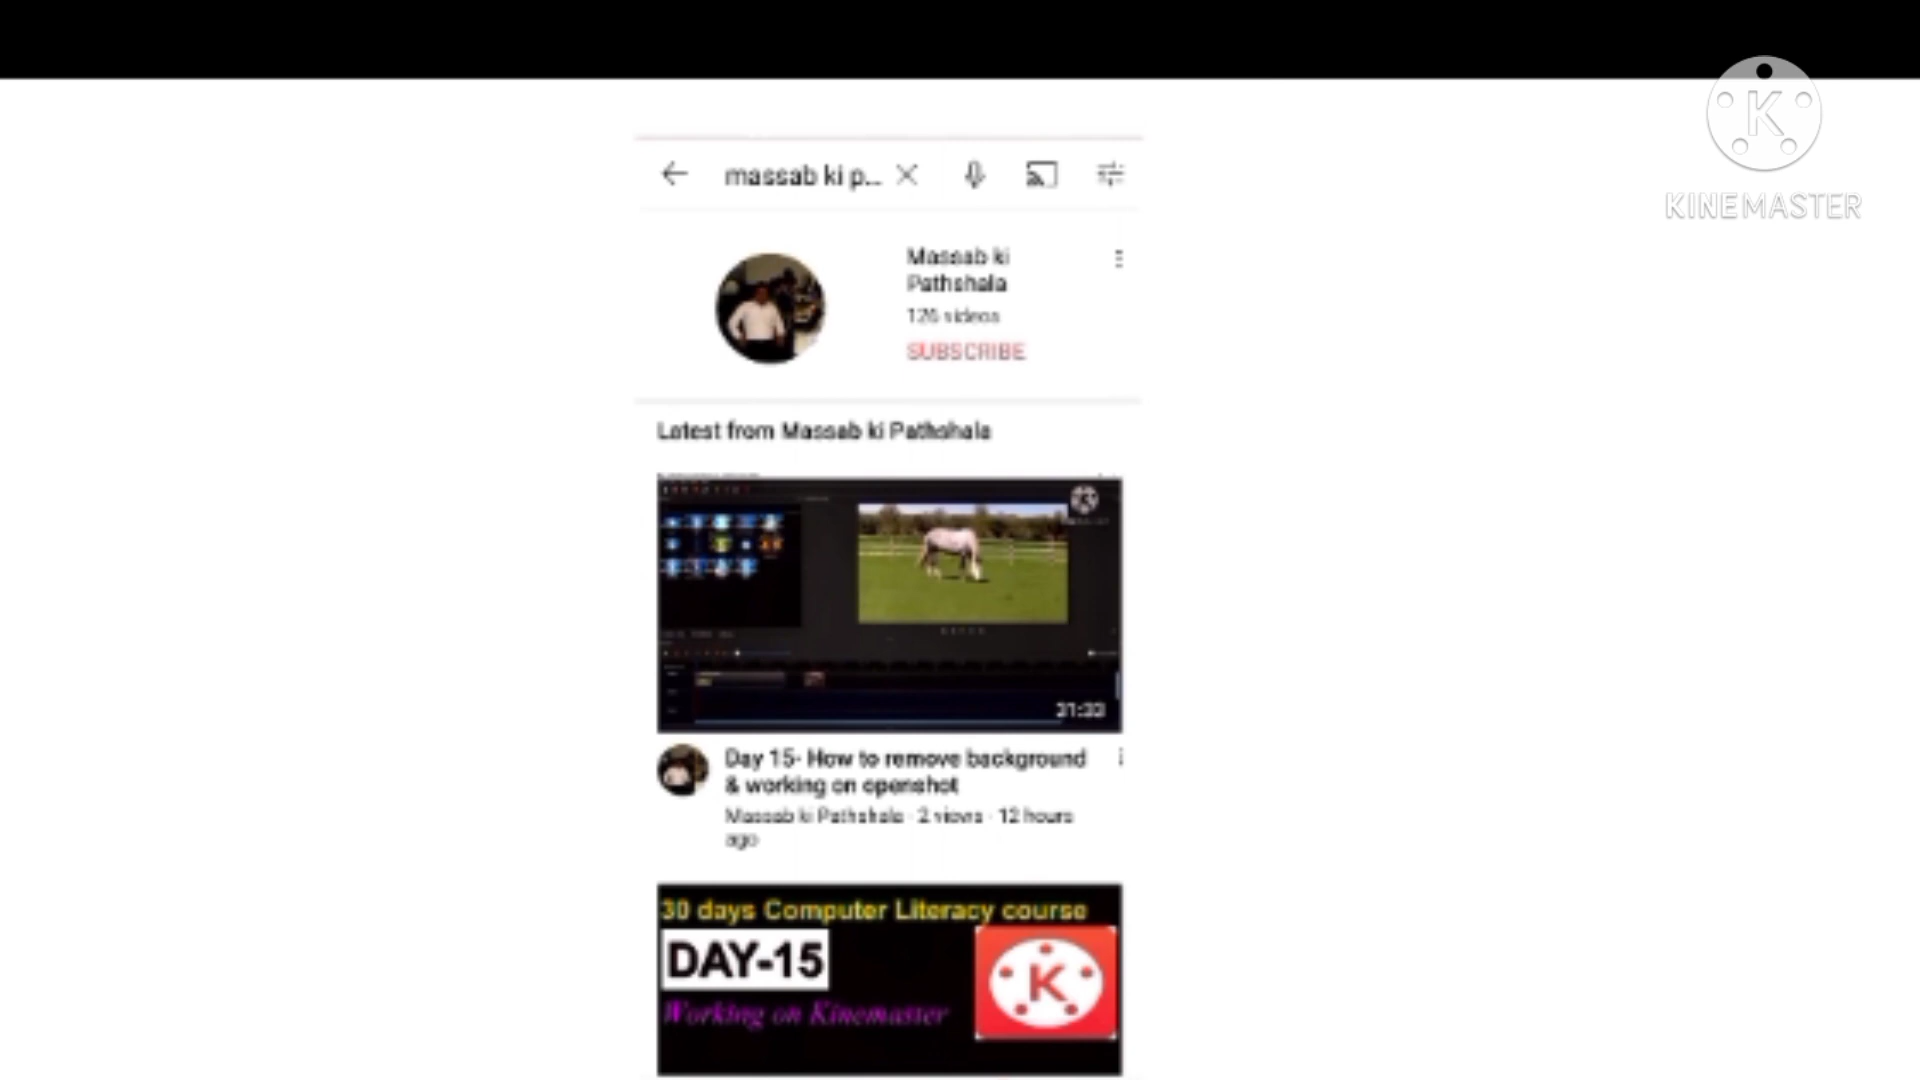 KINEMASTER
massab ki p...
Massab ki
Pathshala
126 videos
SUBSCRIBE
Latest from Massab ki Pathshala
Day 15- How to remove background
& working on openshot
Massab ki Pathshala · 2 views · 12 hours
ago
30 days Computer Literacy course
DAY-15
K
Working on Kinemaster